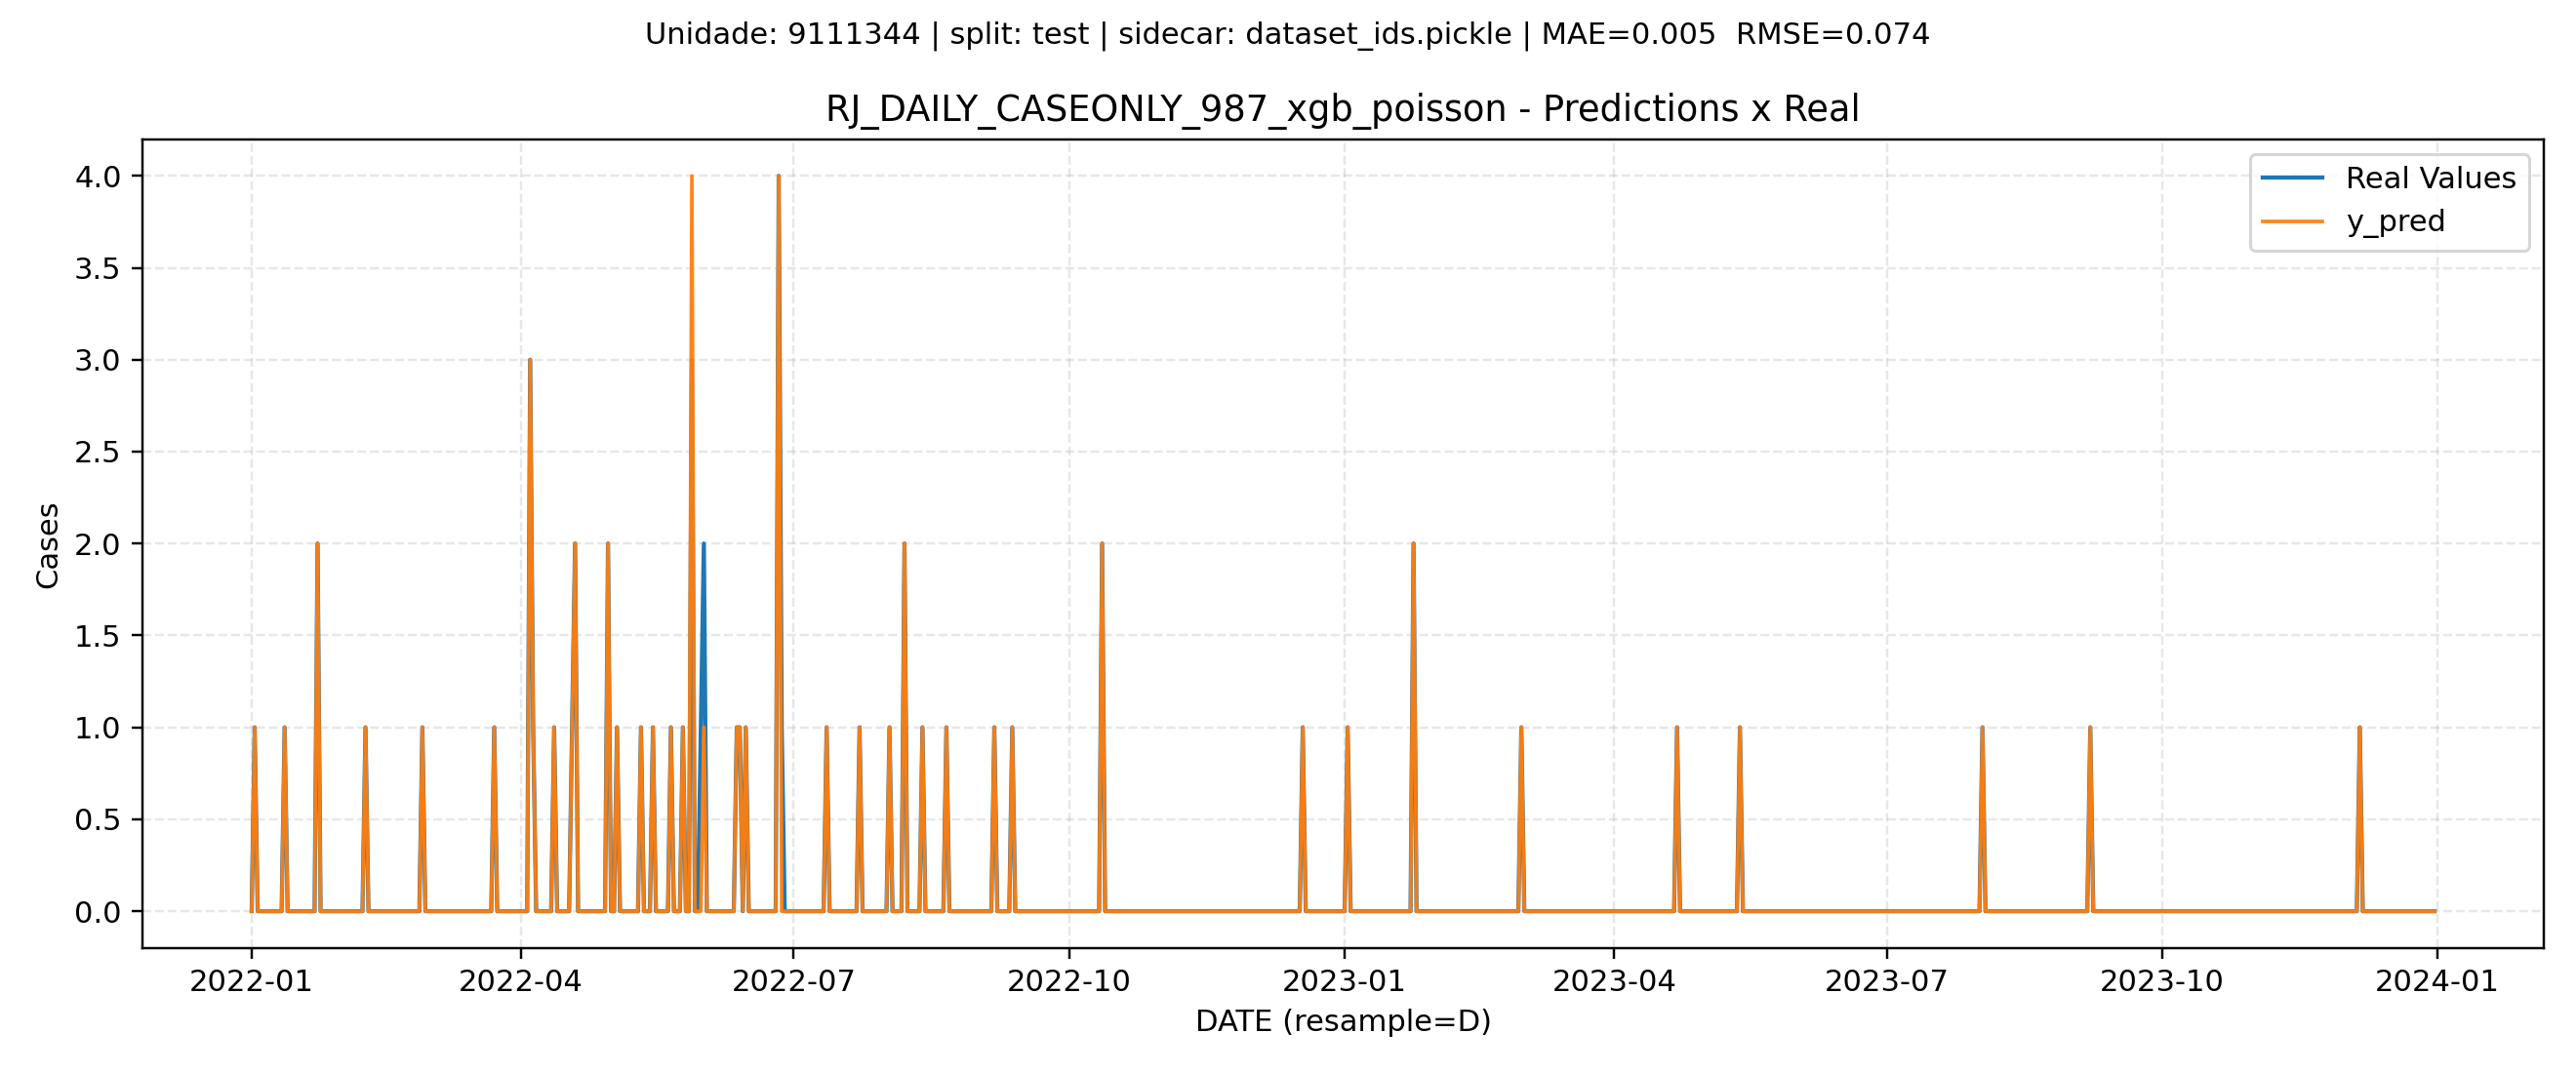 Unidade: 9111344 | split: test | sidecar: dataset_ids.pickle | MAE=0.005  RMSE=0.074
RJ_DAILY_CASEONLY_987_xgb_poisson - Predictions x Real
Real Values
y_pred
4.0
3.5
3.0
2.5
2.0
1.5
1.0
0.5
0.0
Cases
2022-01 2022-04 2022-07 2022-10 2023-01 2023-04 2023-07 2023-10 2024-01
DATE (resample=D)